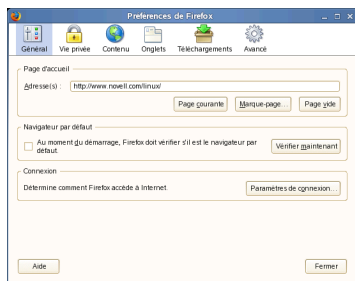 Preferences de Firefox
Général Vie privée Contenu Onglets Téléchargements Avancé
Page d'accueil
Adresse(s) : http://www.novell.com/linux/
Page courante Marque-page... Page vide
Navigateur par défaut
Au moment du démarrage, Firefox doit vérifier s'il est le navigateur par
défaut.
Vérifier maintenant
Connexion
Détermine comment Firefox accède à Internet. Paramètres de connexion...
Aide Fermer